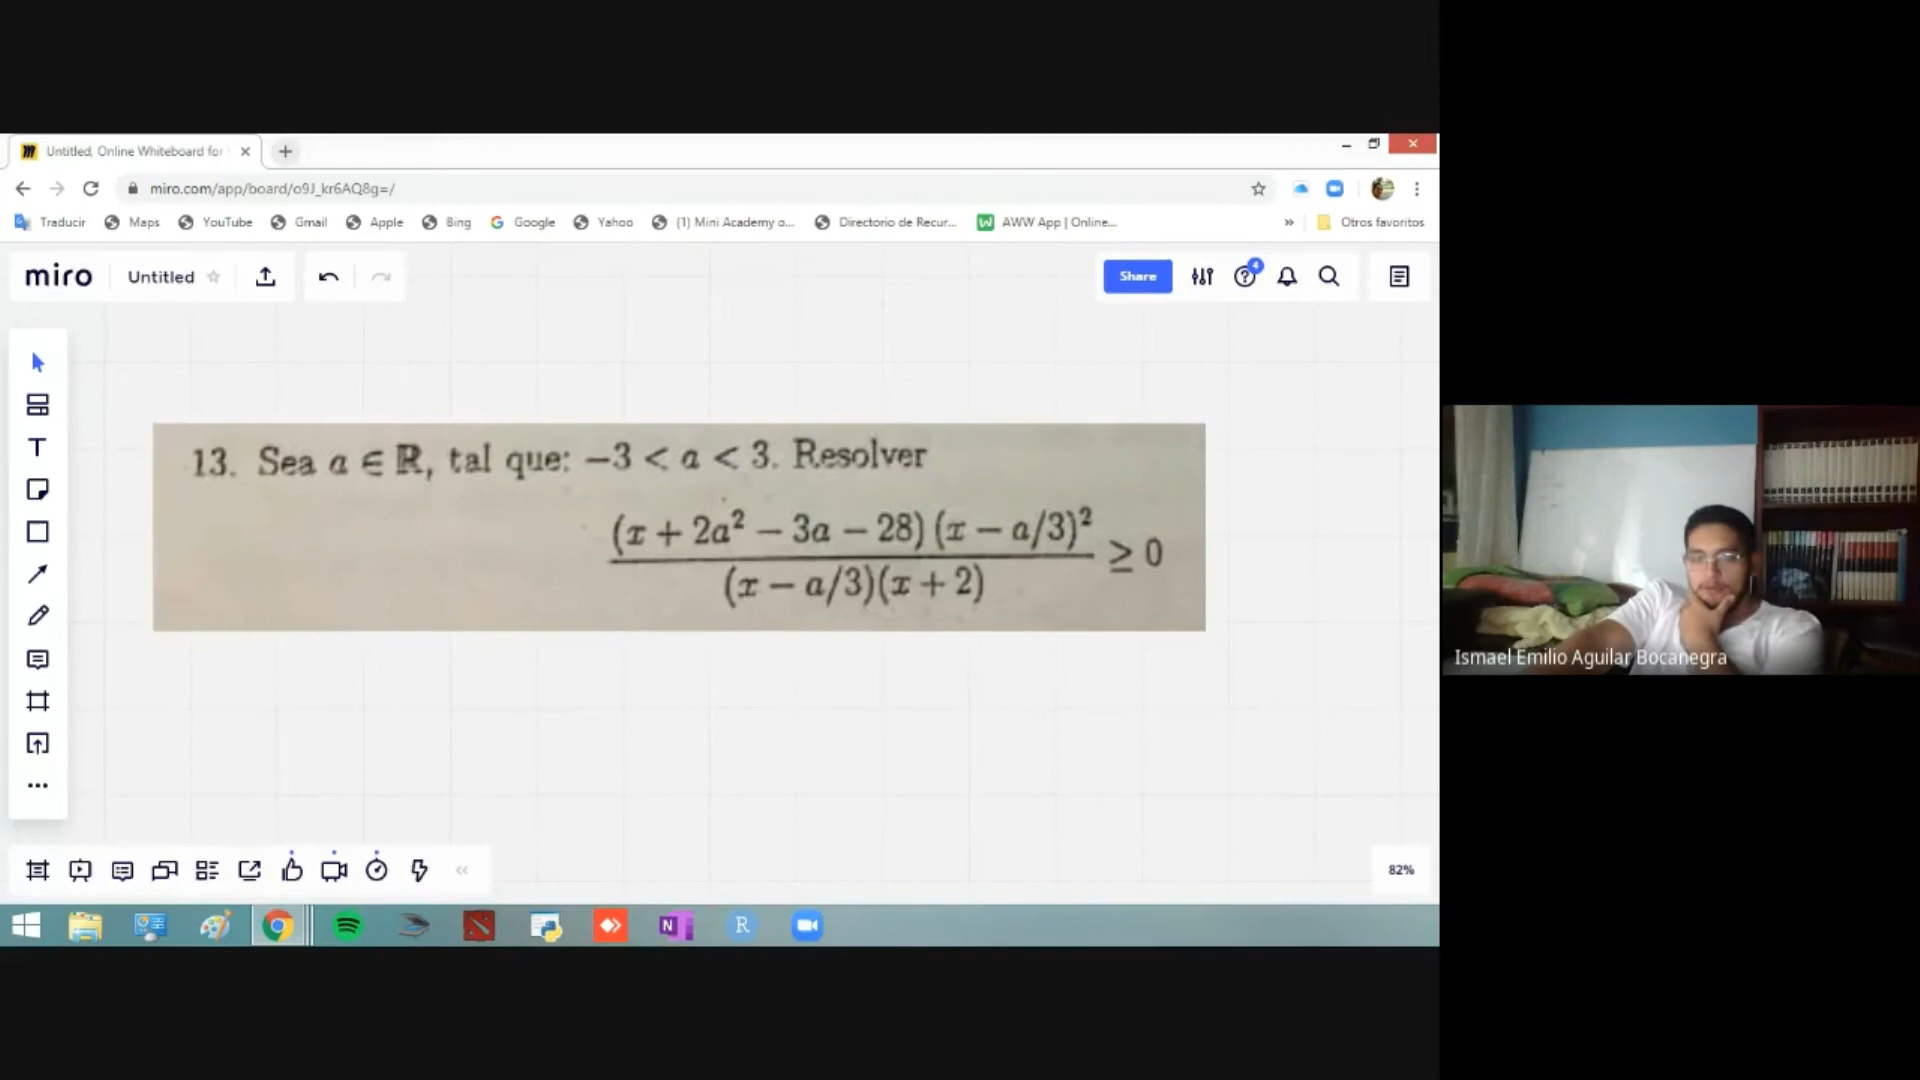 Untitled, Online Whiteboard for
miro.com/app/board/o9J_kr6AQ8g=/
Traducir
Maps
YouTube
Gmail
Apple
Bing
Google
Yahoo
(1) Mini Academy o...
Directorio de Recur...
AWW App | Online...
»
Otros favoritos
miro
Untitled
Share
4
13. Sea a ∈ ℝ, tal que: −3 < a < 3. Resolver
(x + 2a² − 3a − 28) (x − a/3)²
≥ 0
(x − a/3)(x + 2)
Ismael Emilio Aguilar Bocanegra
82%